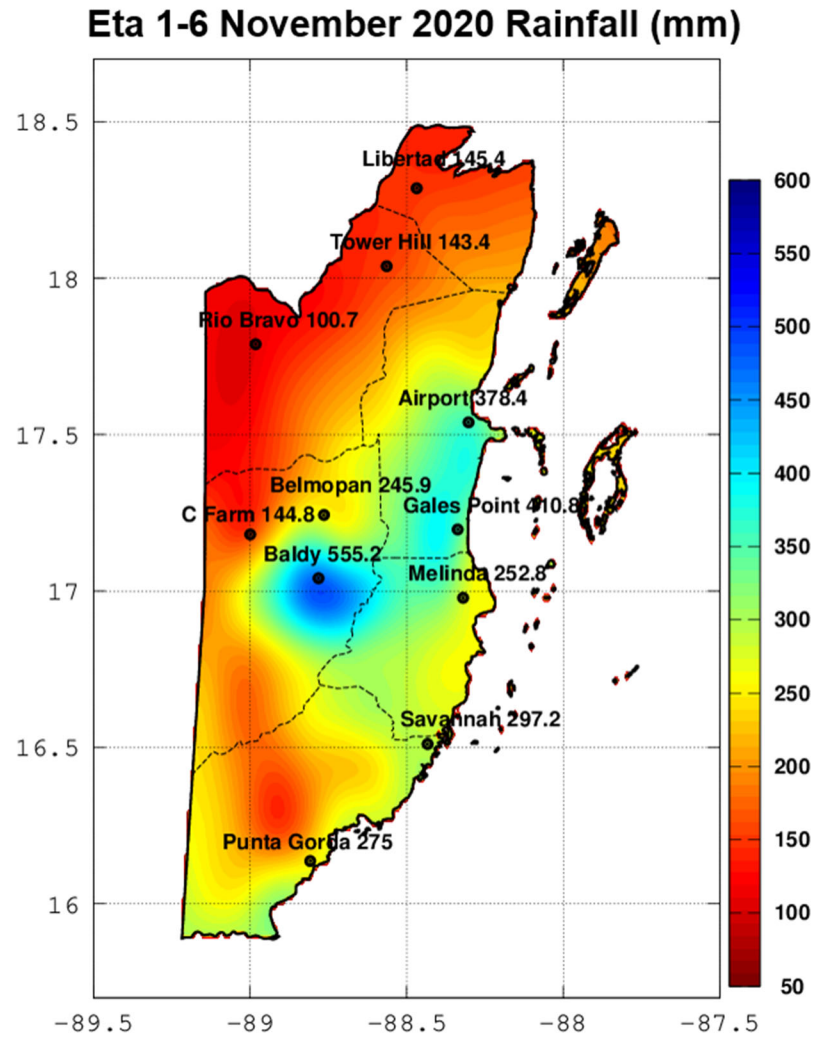 Eta 1-6 November 2020 Rainfall (mm)
18.5
Libertad 145.4
600
550
Tower Hill 143.4
18
500
Rio Bravo 100.7
450
Airport 378.4
17.5
400
Belmopan 245.9
Gales Point 410.8
C Farm 144.8
350
Baldy 555.2
Melinda 252.8
17
300
250
Savannah 297.2
16.5
200
150
Punta Gorda 275
16
100
50
−89.5
−89
−88.5
−88
−87.5